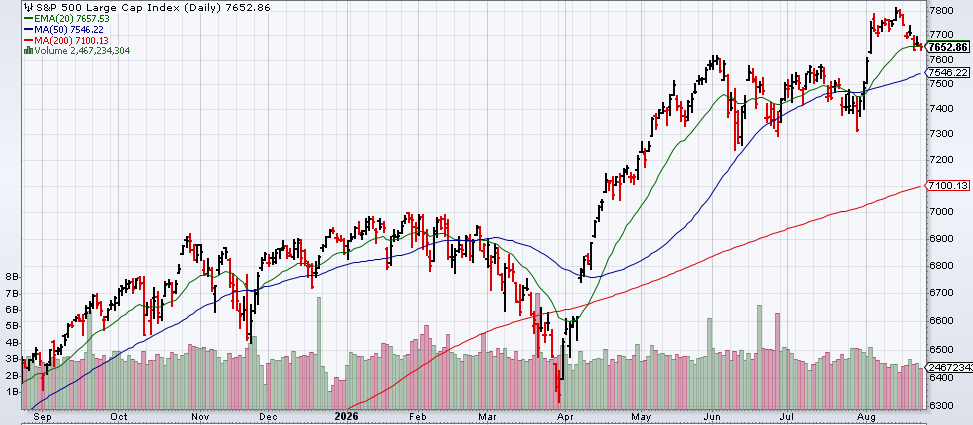 S&P 500 Large Cap Index (Daily) 7652.86
EMA(20) 7657.53
MA(50) 7546.22
MA(200) 7100.13
Volume 2,467,234,304
7800
7700
7652.86
7600
7546.22
7500
7400
7300
7200
7100.13
7000
6900
6800
6700
6600
6500
24672343
6400
6300
8B
7B
6B
5B
4B
3B
2B
1B
Sep Oct Nov Dec 2026 Feb Mar Apr May Jun Jul Aug